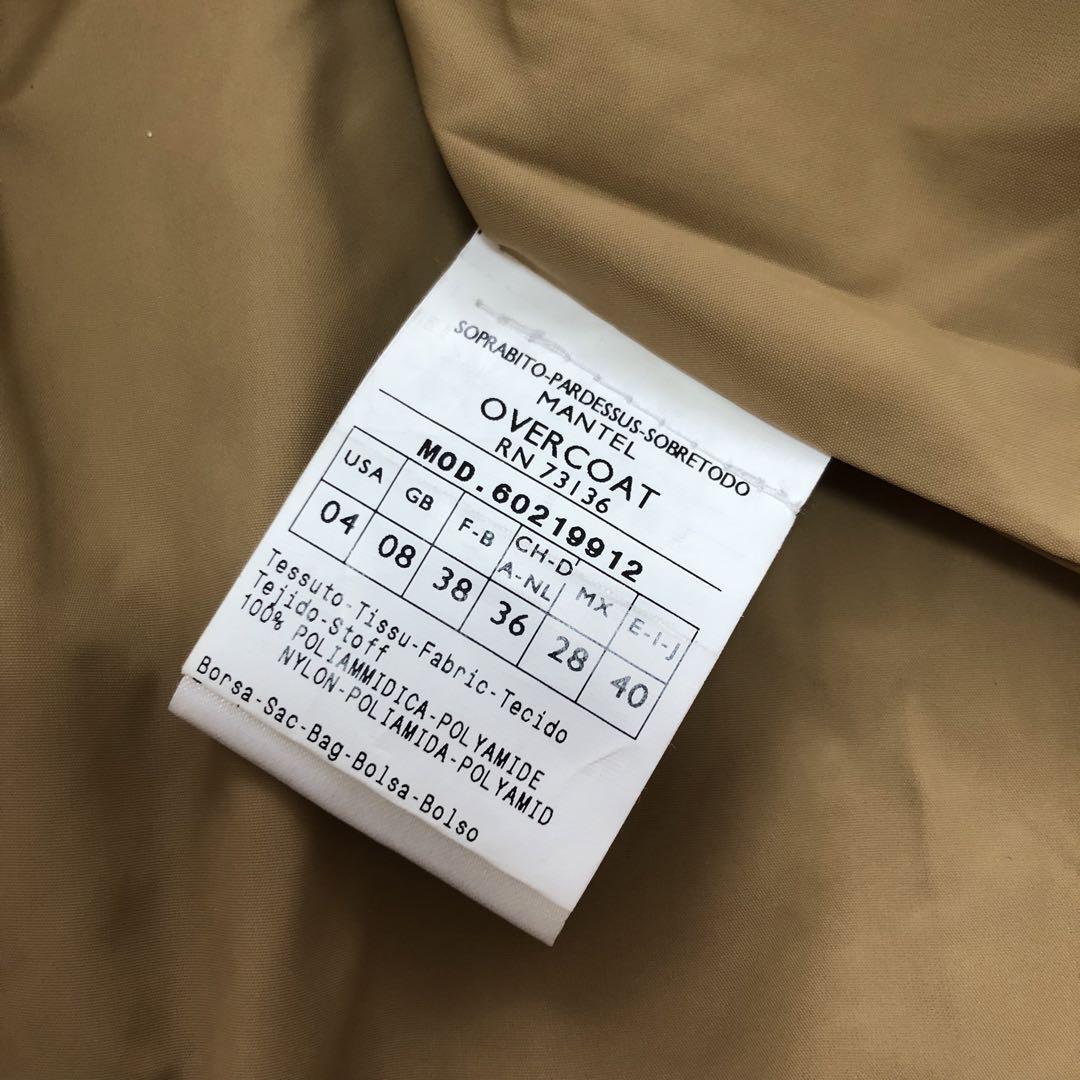 SOPRABITO-PARDESSUS-SOBRETODO
MANTEL
OVERCOAT
RN 73136
MOD.60219912
USA GB F-B CH-D A-NL MX E-I-J
04 08 38 36 28 40
Tessuto-Tissu-Fabric-Tecido
Tejido-Stoff
100% POLIAMMIDICA-POLYAMIDE
NYLON-POLIAMIDA-POLYAMID
Borsa-Sac-Bag-Bolsa-Bolso